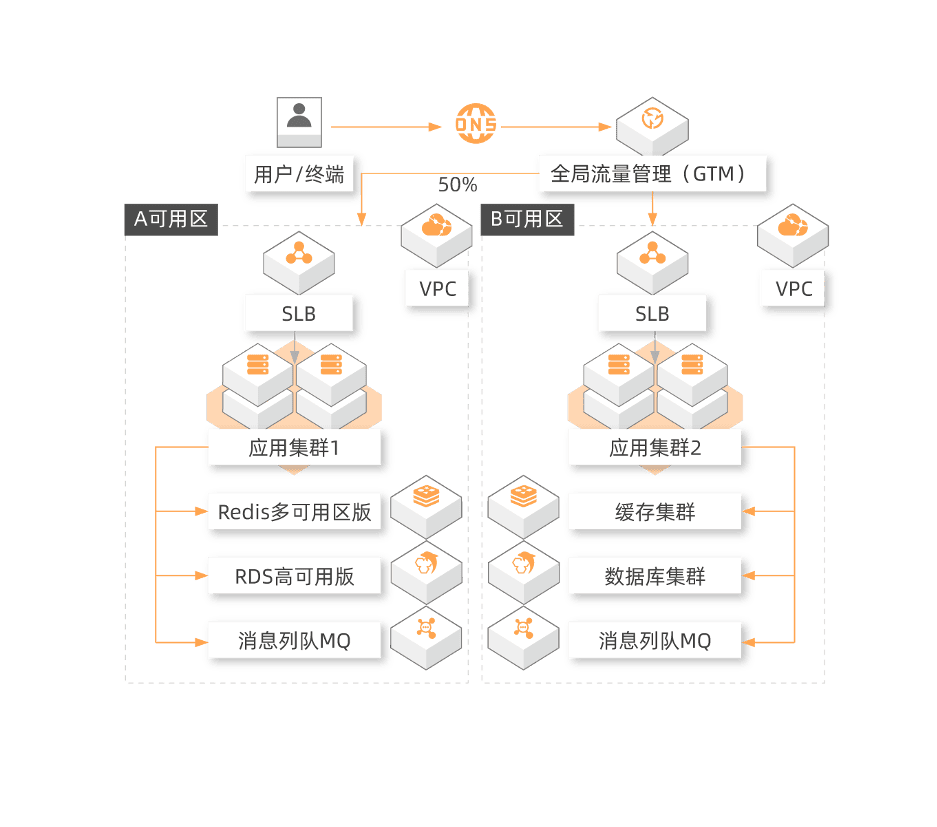 DNS
用户/终端
全局流量管理（GTM）
50%
A可用区
B可用区
VPC
VPC
SLB
SLB
应用集群1
应用集群2
Redis多可用区版
缓存集群
RDS高可用版
数据库集群
消息列队MQ
消息列队MQ